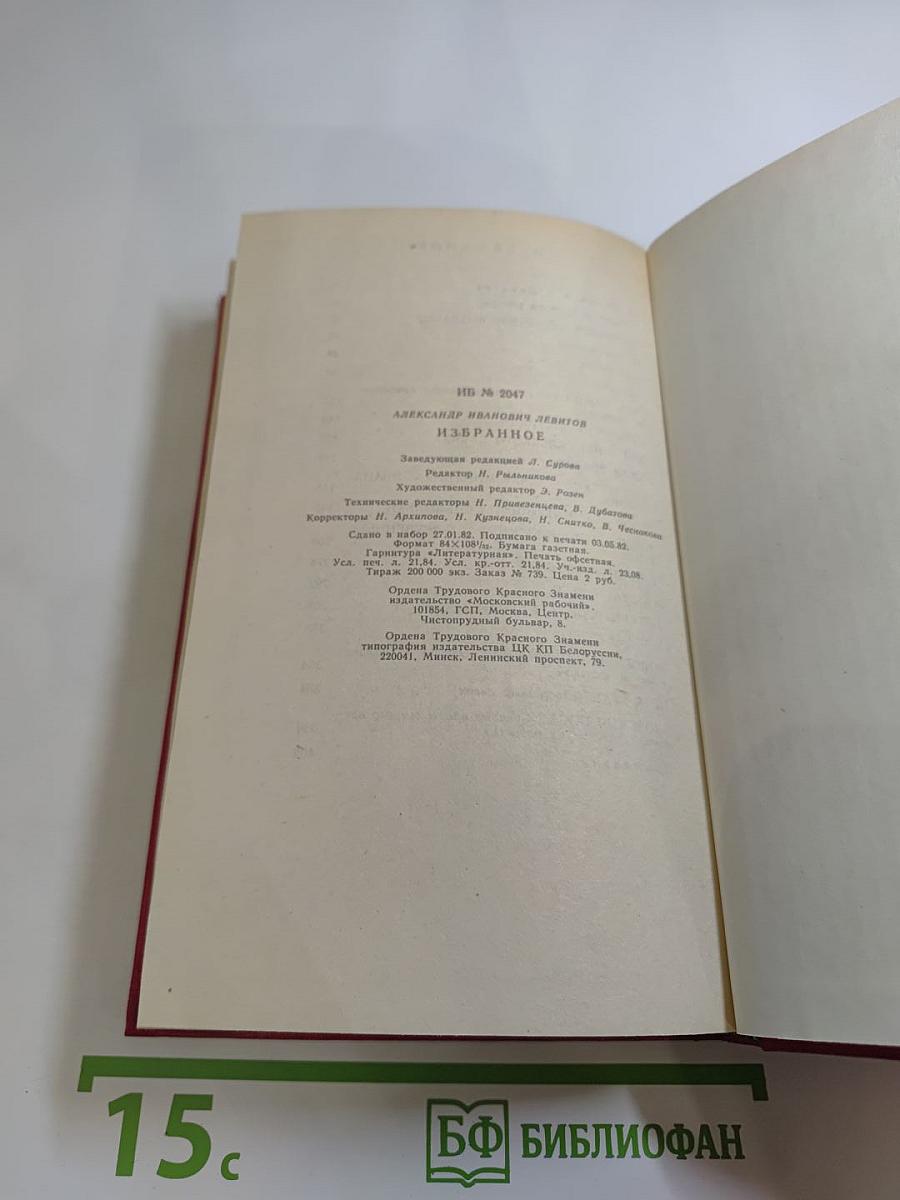 ИБ № 2047
АЛЕКСАНДР ИВАНОВИЧ ЛЕВИТОВ
ИЗБРАННОЕ
Заведующая редакцией Л. Сурова
Редактор Н. Рыльникова
Художественный редактор Э. Розен
Технические редакторы Н. Привезенцева, В. Дубатова
Корректоры Н. Архипова, Н. Кузнецова, Н. Снитко, В. Чеснокова
Сдано в набор 27.01.82. Подписано к печати 03.05.82.
Формат 84×108¹/₃₂. Бумага газетная.
Гарнитура «Литературная». Печать офсетная.
Усл. печ. л. 21,84. Усл. кр.-отт. 21,84. Уч.-изд. л. 23,08.
Тираж 200 000 экз. Заказ № 739. Цена 2 руб.
Ордена Трудового Красного Знамени
издательство «Московский рабочий».
101854, ГСП, Москва, Центр,
Чистопрудный бульвар, 8.
Ордена Трудового Красного Знамени
типография издательства ЦК КП Белоруссии,
220041, Минск, Ленинский проспект, 79.
15 с
БФ БИБЛИОФАН